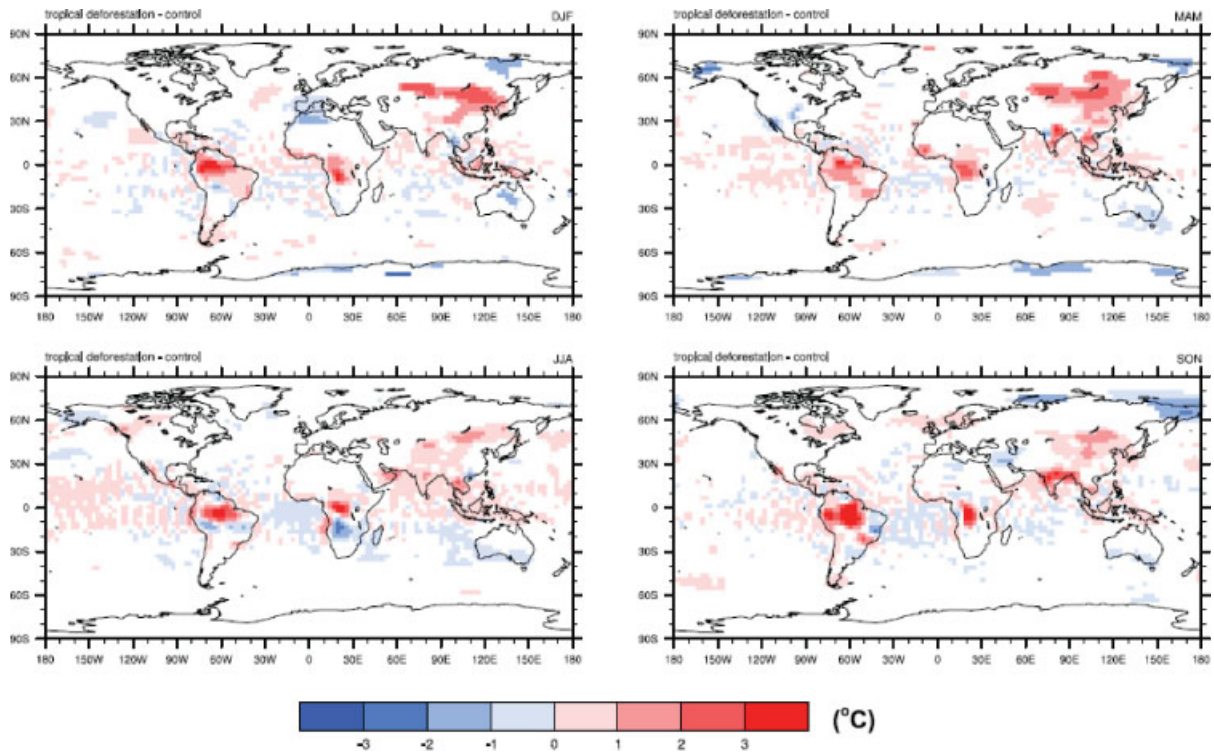 tropical deforestation - control DJF
90N
60N
30N
0
30S
60S
90S
180 150W 120W 90W 60W 30W 0 30E 60E 90E 120E 150E 180
tropical deforestation - control MAM
90N
60N
30N
0
30S
60S
90S
180 150W 120W 90W 60W 30W 0 30E 60E 90E 120E 150E 180
tropical deforestation - control JJA
90N
60N
30N
0
30S
60S
90S
180 150W 120W 90W 60W 30W 0 30E 60E 90E 120E 150E 180
tropical deforestation - control SON
90N
60N
30N
0
30S
60S
90S
180 150W 120W 90W 60W 30W 0 30E 60E 90E 120E 150E 180
-3 -2 -1 0 1 2 3
(°C)